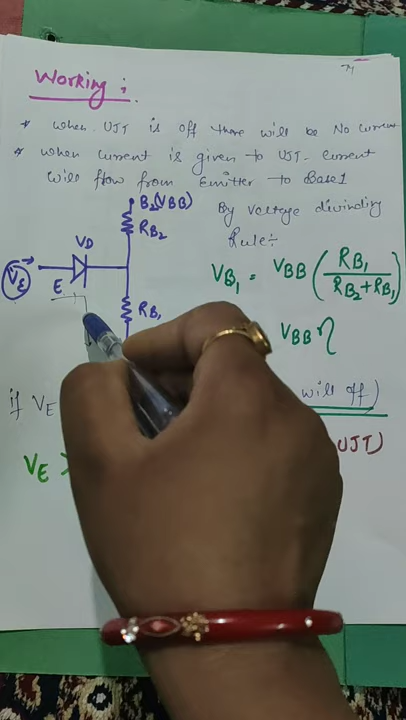 Working :
* when UJT is off there will be No current
* when current is given to UJT. current
will flow from Emitter to Base1
B2 (VBB)
RB2
VD
VE
E
RB1
By voltage dividing
Rule :-
VB1 = VBB ( RB1 / RB2 + RB1 )
VBB η
if VE
will off)
UJT)
VE >